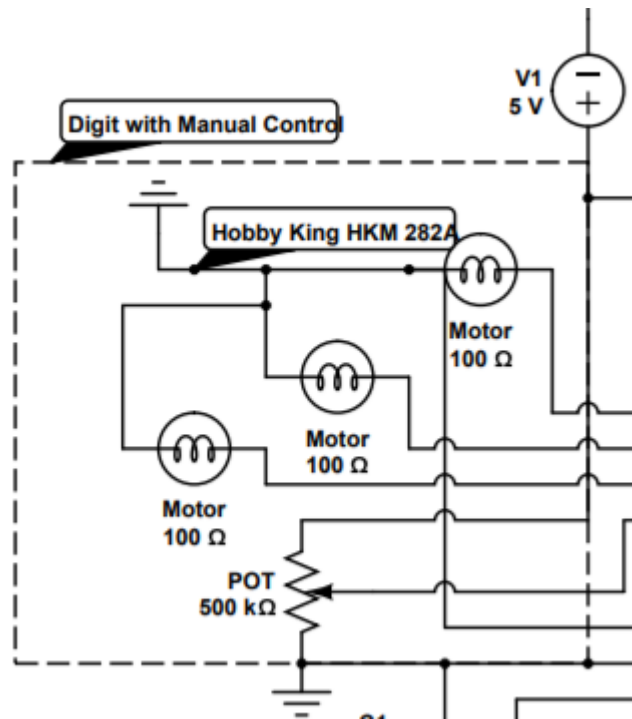 V1
5 V
Digit with Manual Control
Hobby King HKM 282A
Motor
100 Ω
Motor
100 Ω
Motor
100 Ω
POT
500 kΩ